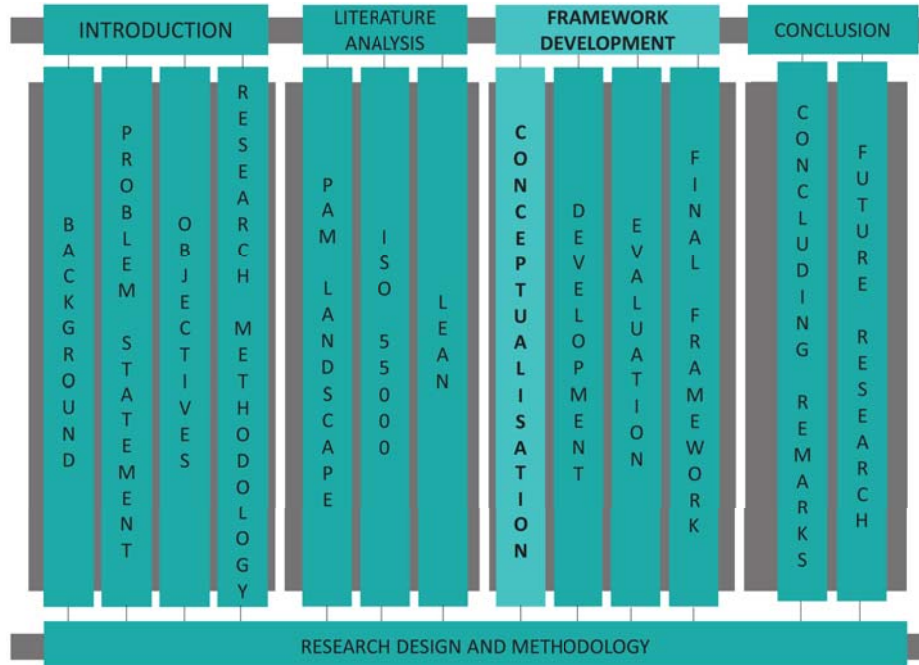 INTRODUCTION
LITERATURE
ANALYSIS
FRAMEWORK
DEVELOPMENT
CONCLUSION
BACKGROUND
PROBLEM STATEMENT
OBJECTIVES
RESEARCH METHODOLOGY
PAM LANDSCAPE
ISO 55000
LEAN
CONCEPTUALISATION
DEVELOPMENT
EVALUATION
FINAL FRAMEWORK
CONCLUDING REMARKS
FUTURE RESEARCH
RESEARCH DESIGN AND METHODOLOGY